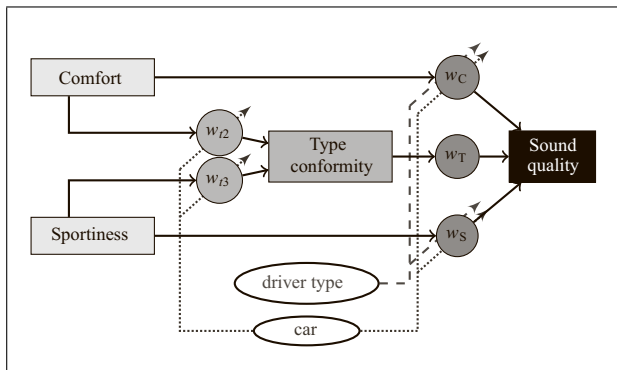 Comfort
w_C
w_t2
Type
conformity
w_T
Sound
quality
w_t3
Sportiness
w_S
driver type
car